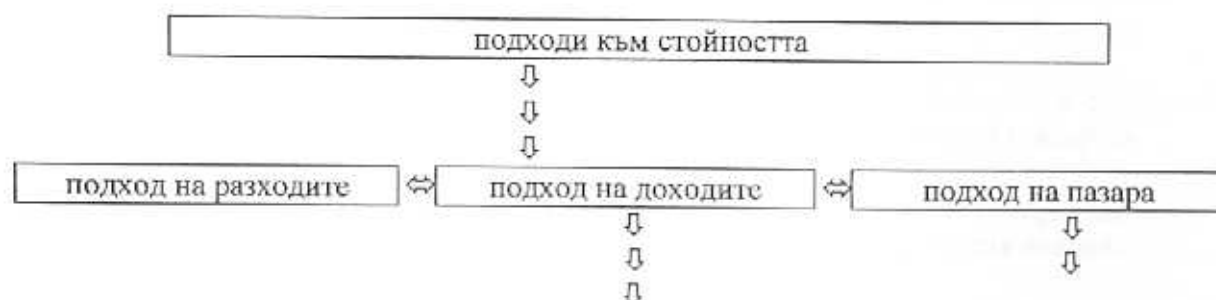 подходи към стойността
подход на разходите
подход на доходите
подход на пазара